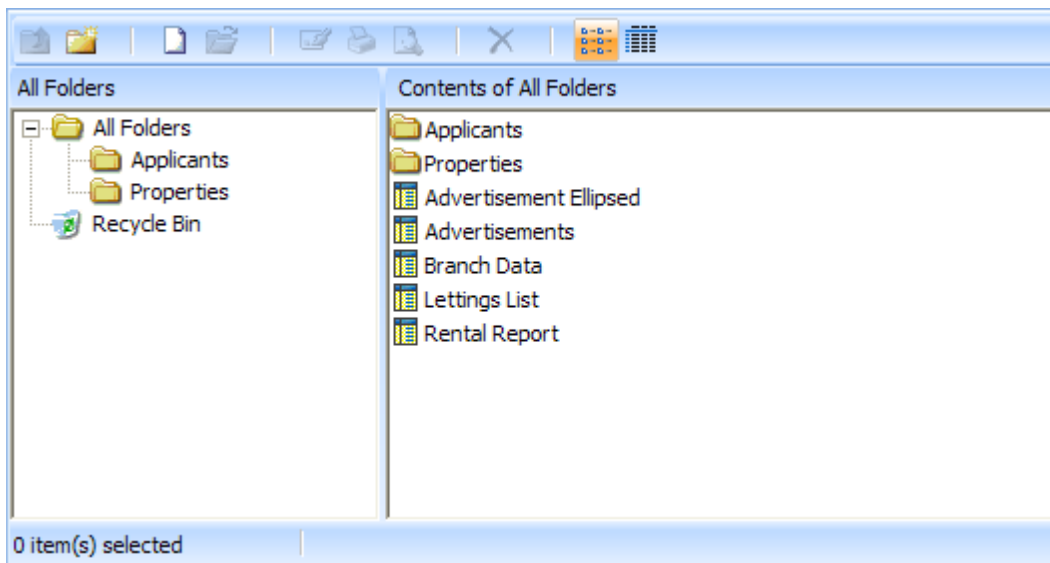 All Folders
Contents of All Folders
All Folders
Applicants
Properties
Recycle Bin
Applicants
Properties
Advertisement Ellipsed
Advertisements
Branch Data
Lettings List
Rental Report
0 item(s) selected